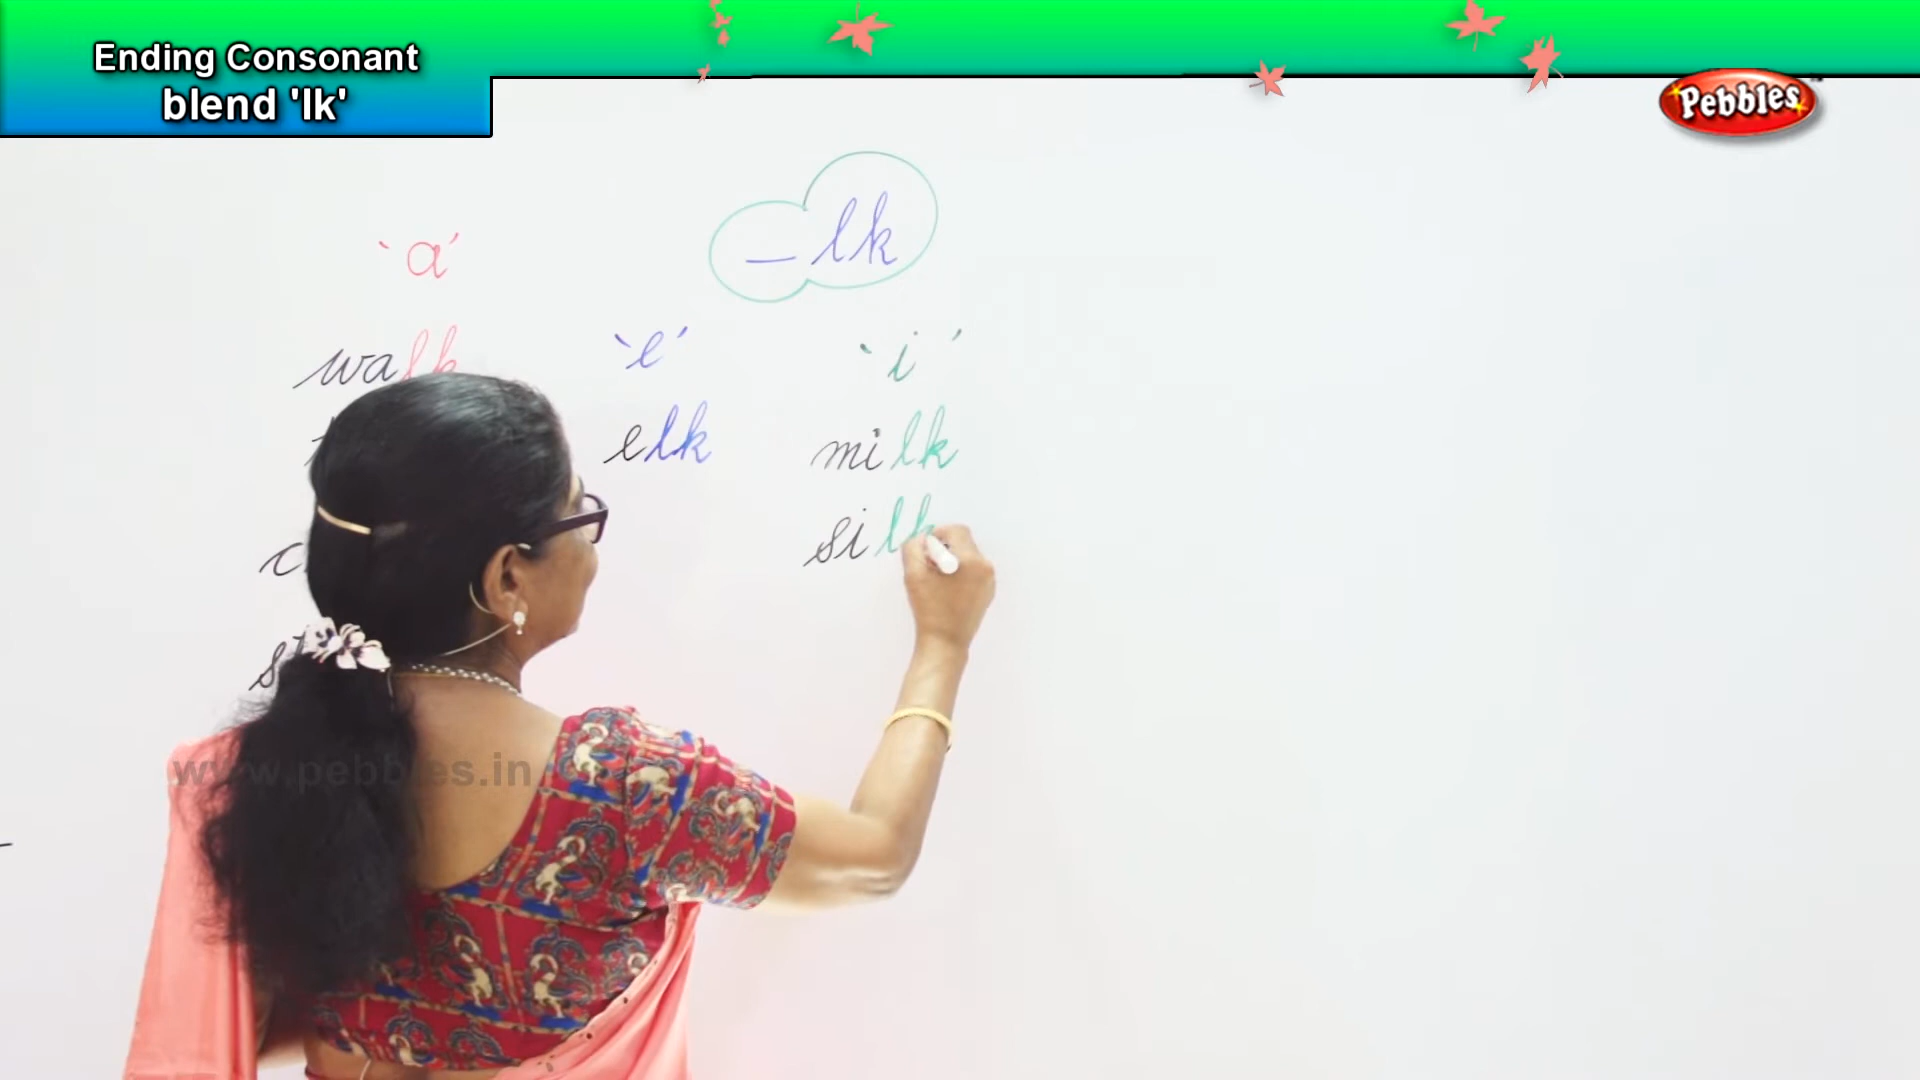 Ending Consonant
blend 'lk'
Pebbles
– lk
`a´
walk
`e´
elk
`i´
milk
silk
www.pebbles.in